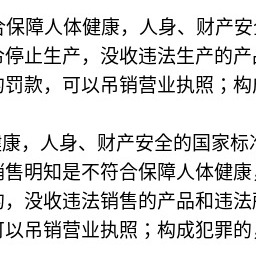 合保障人体健康，人身、财产安
令停止生产，没收违法生产的产
的罚款，可以吊销营业执照；构
健康，人身、财产安全的国家标
销售明知是不符合保障人体健康，
的，没收违法销售的产品和违法所
可以吊销营业执照；构成犯罪的，